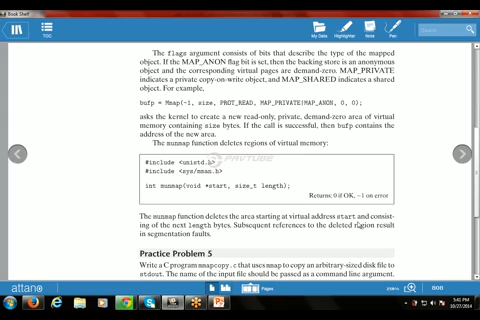 Book Shelf
TOC
My Data
Highlighter
Note
Pen
Search
The flags argument consists of bits that describe the type of the mapped
object. If the MAP_ANON flag bit is set, then the backing store is an anonymous
object and the corresponding virtual pages are demand-zero. MAP_PRIVATE
indicates a private copy-on-write object, and MAP_SHARED indicates a shared
object. For example,
bufp = Mmap(-1, size, PROT_READ, MAP_PRIVATE|MAP_ANON, 0, 0);
asks the kernel to create a new read-only, private, demand-zero area of virtual
memory containing size bytes. If the call is successful, then bufp contains the
address of the new area.
The munmap function deletes regions of virtual memory:
PAVTUBE
#include <unistd.h>
#include <sys/mman.h>
int munmap(void *start, size_t length);
Returns: 0 if OK, −1 on error
The munmap function deletes the area starting at virtual address start and consist-
ing of the next length bytes. Subsequent references to the deleted region result
in segmentation faults.
Practice Problem 5
Write a C program mmapcopy.c that uses mmap to copy an arbitrary-sized disk file to
stdout. The name of the input file should be passed as a command line argument.
attano
Pages
Zoom
808
5:41 PM
10/27/2014